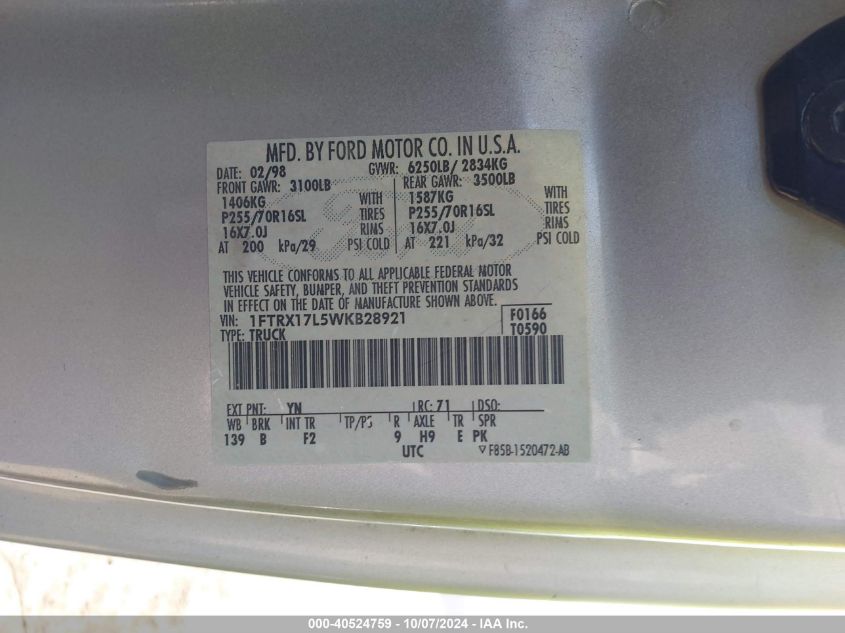 MFD. BY FORD MOTOR CO. IN U.S.A.
DATE: 02/98 GVWR: 6250LB/ 2834KG
FRONT GAWR: 3100LB REAR GAWR: 3500LB
1406KG WITH 1587KG WITH
P255/70R16SL TIRES P255/70R16SL TIRES
16X7.0J RIMS 16X7.0J RIMS
AT 200 kPa/29 PSI COLD AT 221 kPa/32 PSI COLD
THIS VEHICLE CONFORMS TO ALL APPLICABLE FEDERAL MOTOR
VEHICLE SAFETY, BUMPER, AND THEFT PREVENTION STANDARDS
IN EFFECT ON THE DATE OF MANUFACTURE SHOWN ABOVE.
VIN: 1FTRX17L5WKB28921 F0166
TYPE: TRUCK T0590
EXT PNT: YN RC: 71 DSO:
WB BRK INT TR TP/PS R AXLE TR SPR
139 B F2 9 H9 E PK
UTC F85B-1520472-AB
000-40524759 - 10/07/2024 - IAA Inc.